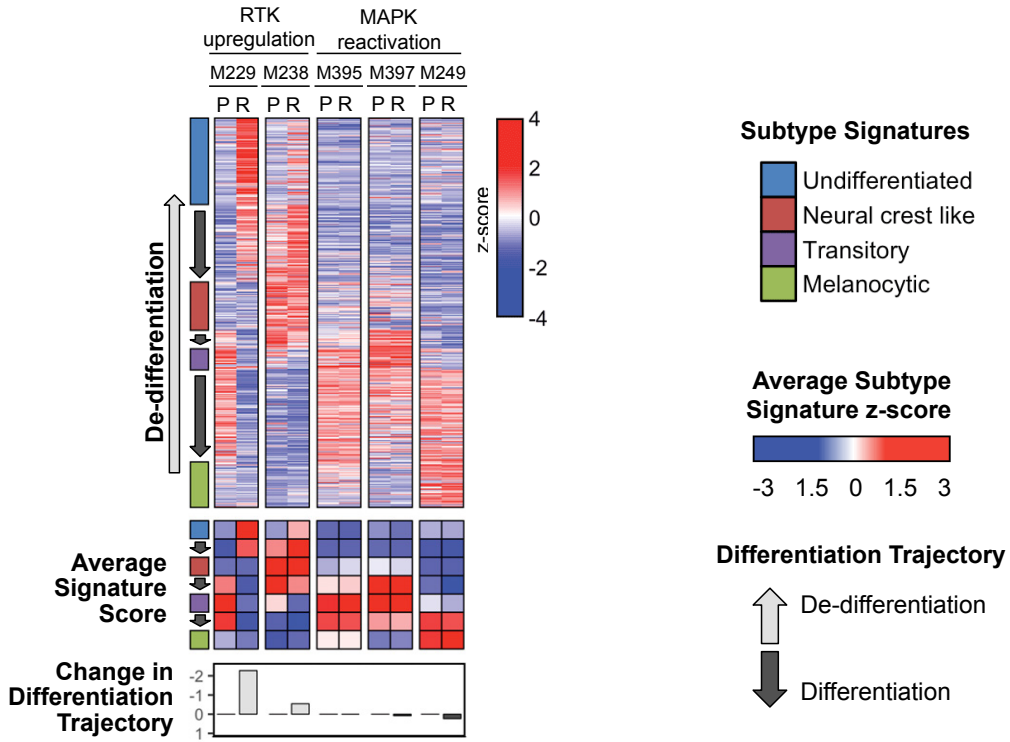 RTK
upregulation
MAPK
reactivation
M229 M238 M395 M397 M249
P R P R P R P R P R
De-differentiation
4
2
0
-2
-4
z-score
Subtype Signatures
Undifferentiated
Neural crest like
Transitory
Melanocytic
Average Subtype
Signature z-score
-3 1.5 0 1.5 3
Average
Signature
Score
Differentiation Trajectory
De-differentiation
Differentiation
Change in
Differentiation
Trajectory
-2
-1
0
1